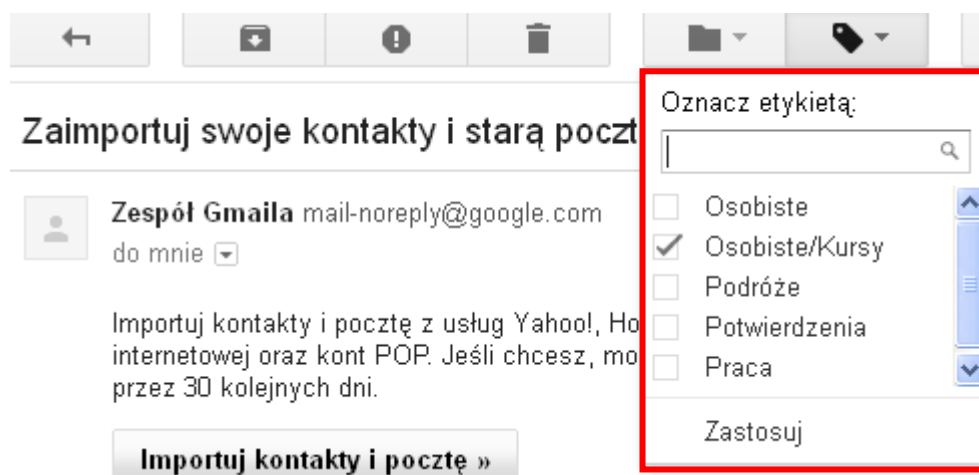 Zaimportuj swoje kontakty i starą poczt
Zespół Gmaila mail-noreply@google.com
do mnie
Importuj kontakty i pocztę z usług Yahoo!, Ho
internetowej oraz kont POP. Jeśli chcesz, mo
przez 30 kolejnych dni.
Importuj kontakty i pocztę »
Oznacz etykietą:
Osobiste
Osobiste/Kursy
Podróże
Potwierdzenia
Praca
Zastosuj